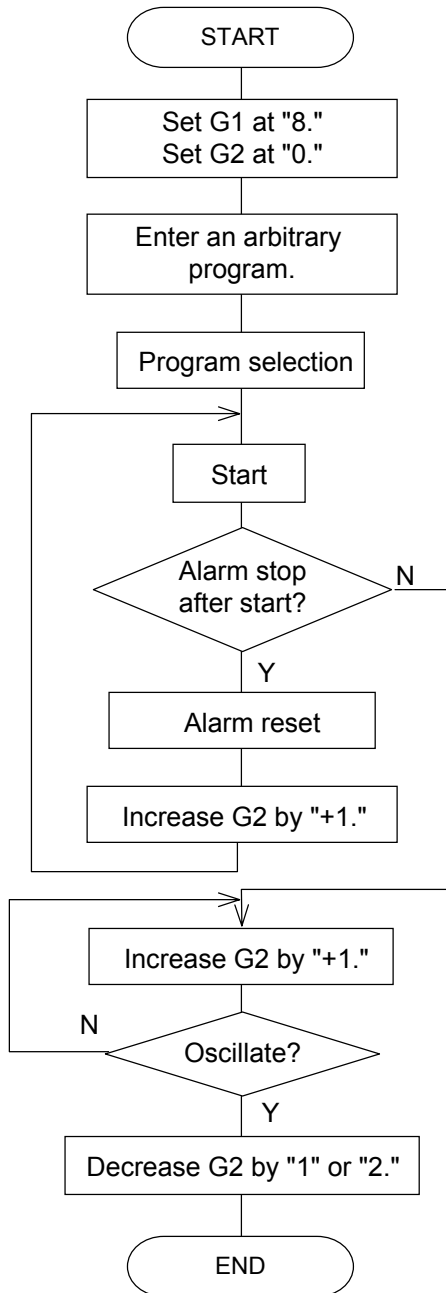 START
Set G1 at "8."
Set G2 at "0."
Enter an arbitrary
program.
Program selection
Start
Alarm stop
after start?
N
Y
Alarm reset
Increase G2 by "+1."
Increase G2 by "+1."
N
Oscillate?
Y
Decrease G2 by "1" or "2."
END